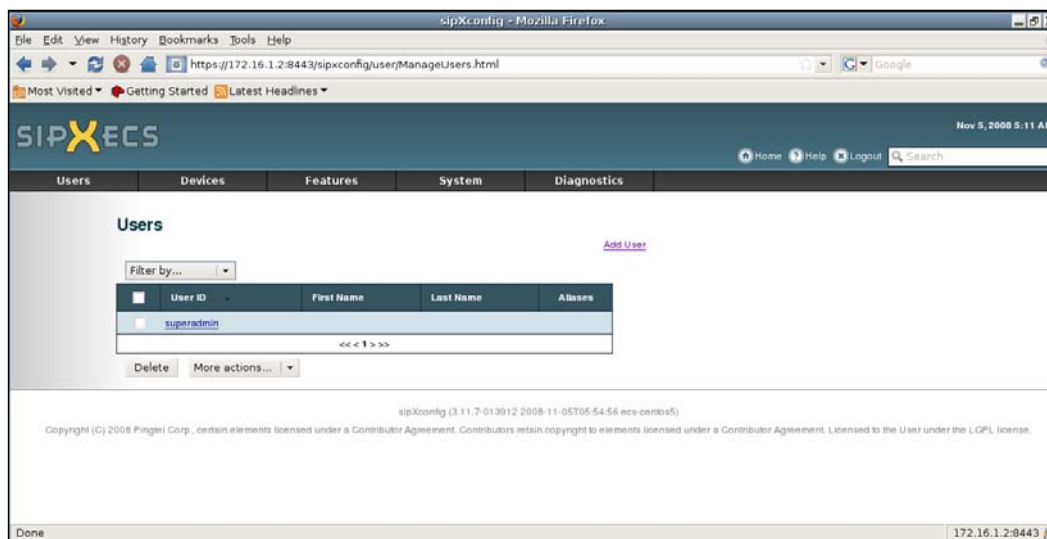 sipXconfig - Mozilla Firefox
File Edit View History Bookmarks Tools Help
https://172.16.1.2:8443/sipxconfig/user/ManageUsers.html
Google
Most Visited Getting Started Latest Headlines
SIPXECS
Nov 5, 2008 5:11 A
Home Help Logout Search
Users Devices Features System Diagnostics
Users
Add User
Filter by...
User ID First Name Last Name Aliases
superadmin
<< < 1 > >>
Delete More actions...
sipXconfig (3.11.7-013912 2008-11-05T05:54:56 ecs-centos5)
Copyright (C) 2008 Pingtel Corp., certain elements licensed under a Contributor Agreement. Contributors retain copyright to elements licensed under a Contributor Agreement. Licensed to the User under the LGPL license.
Done
172.16.1.2:8443